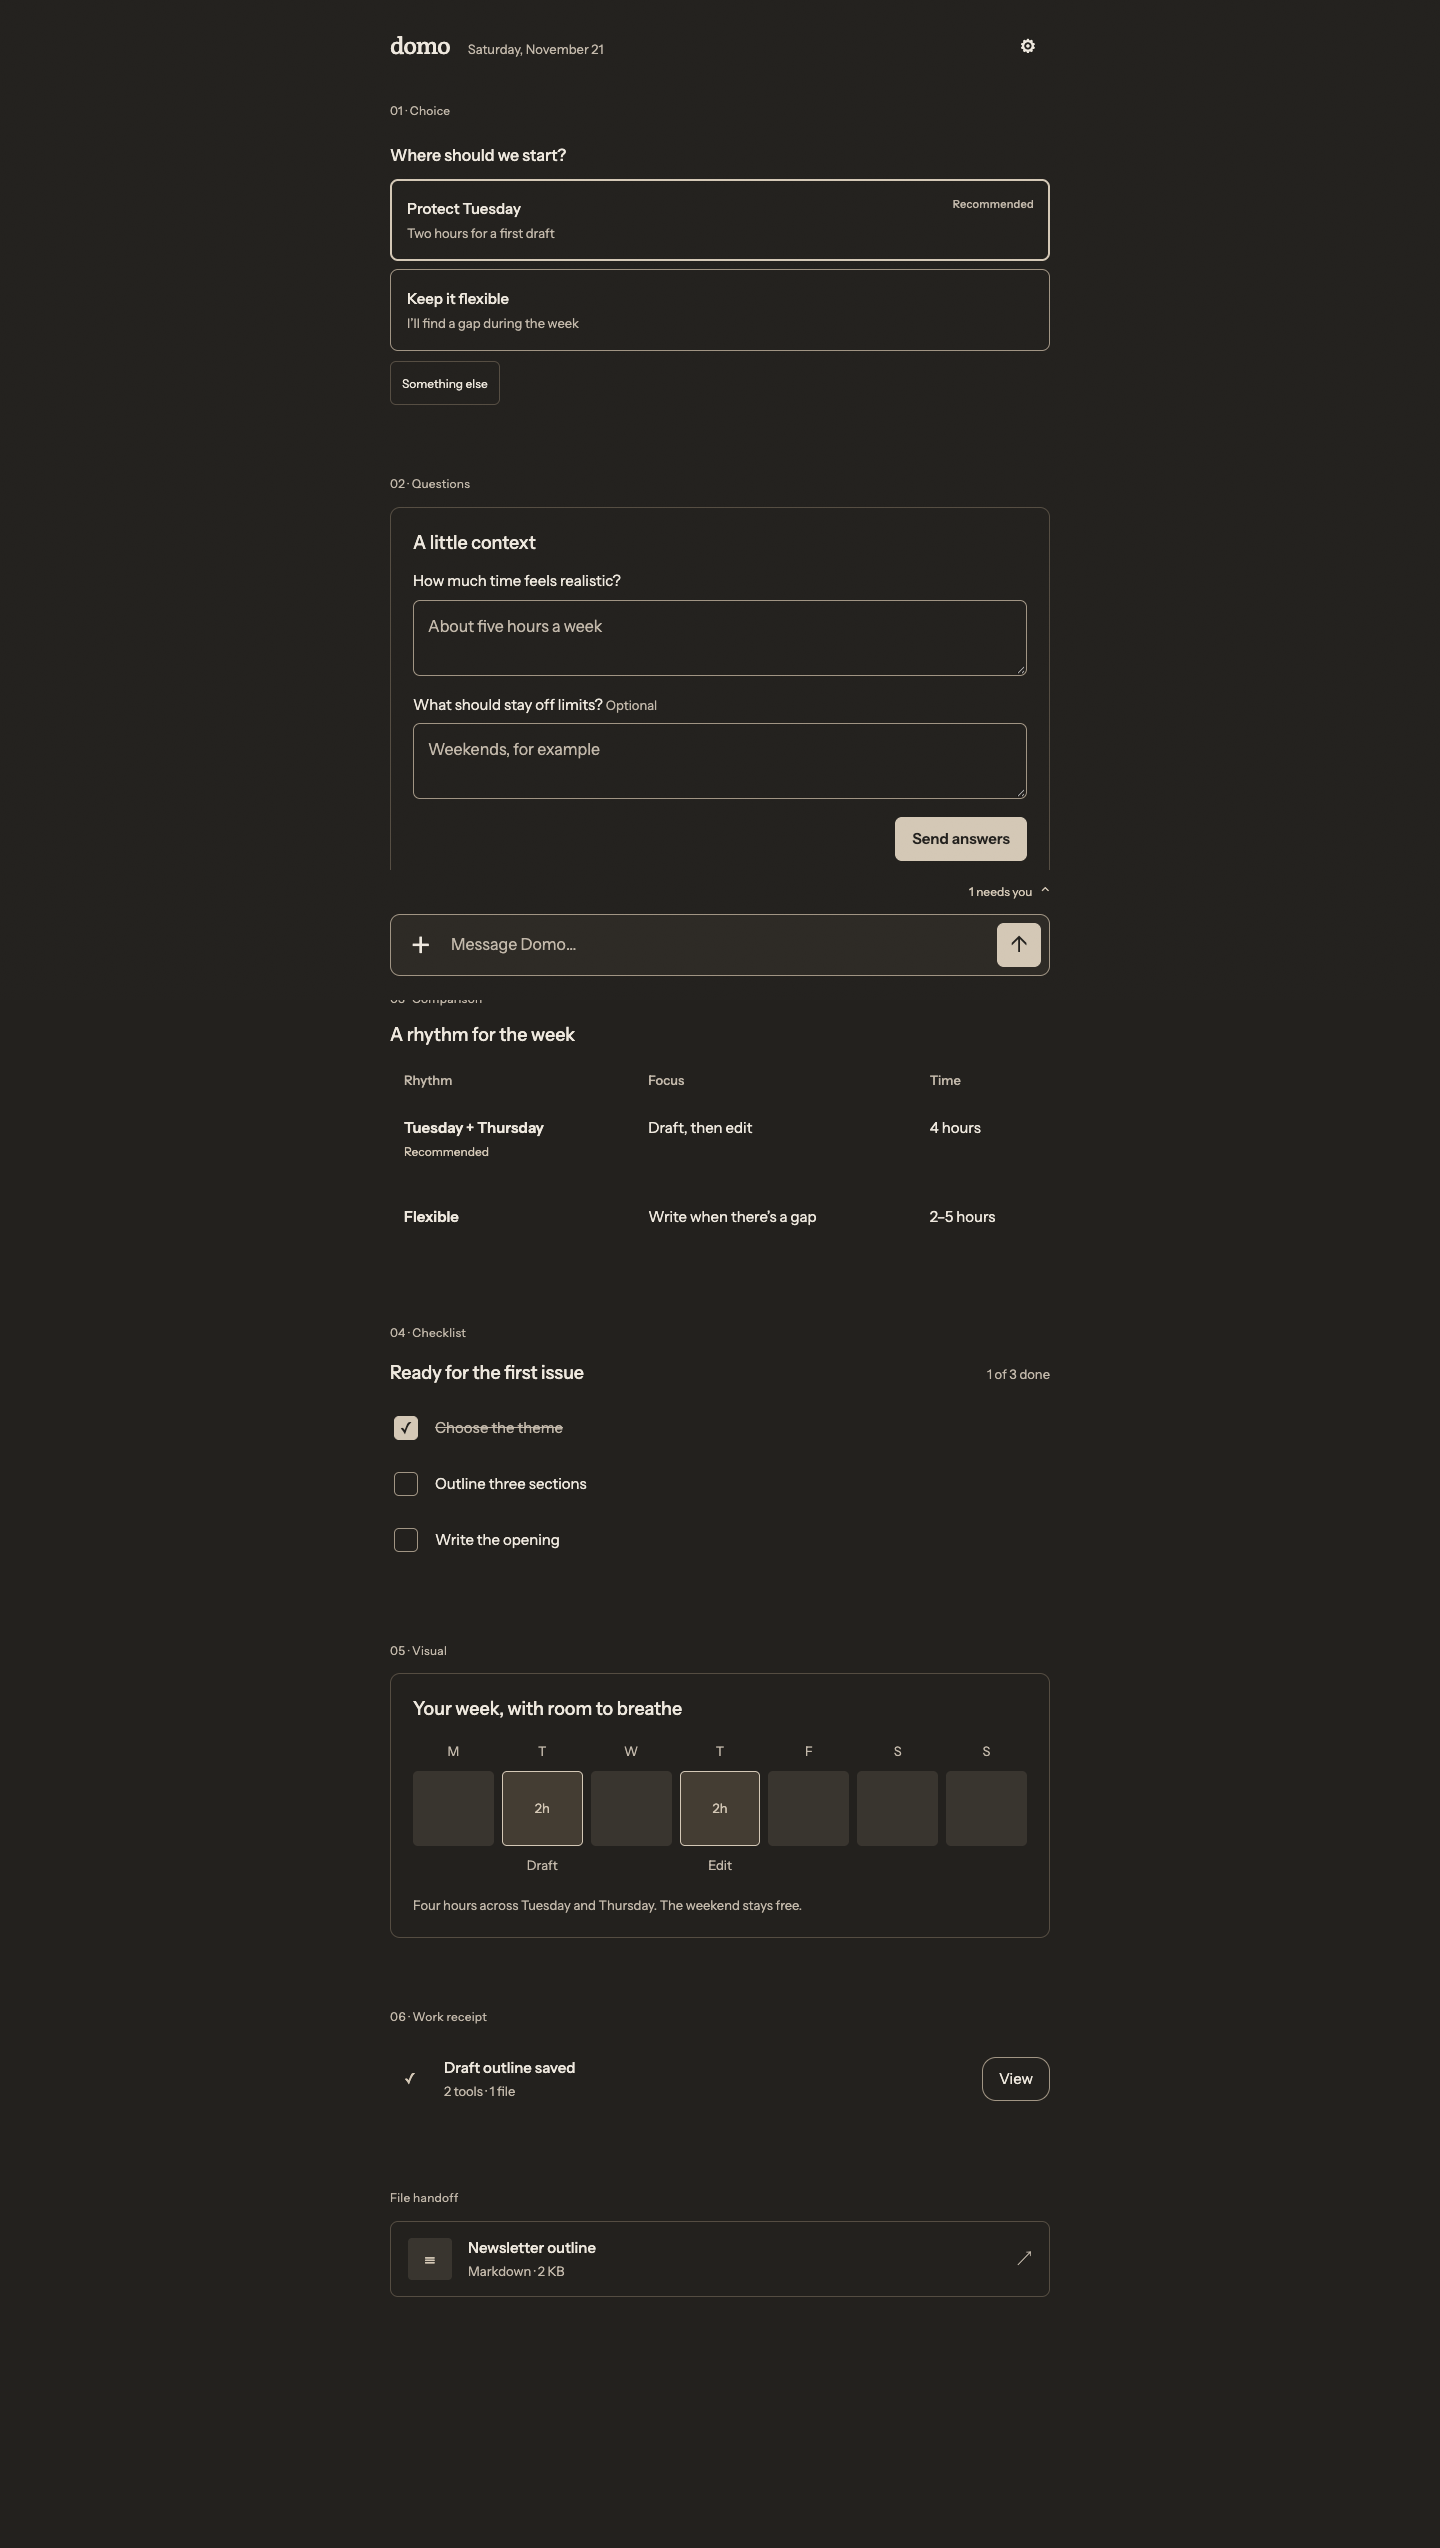 domo
Saturday, November 21
01 · Choice
Where should we start?
Protect Tuesday
Recommended
Two hours for a first draft
Keep it flexible
I'll find a gap during the week
Something else
02 · Questions
A little context
How much time feels realistic?
About five hours a week
What should stay off limits? Optional
Weekends, for example
Send answers
1 needs you
Message Domo...
03 · Comparison
A rhythm for the week
Rhythm Focus Time
Tuesday + Thursday Draft, then edit 4 hours
Recommended
Flexible Write when there's a gap 2–5 hours
04 · Checklist
Ready for the first issue
1 of 3 done
Choose the theme
Outline three sections
Write the opening
05 · Visual
Your week, with room to breathe
M T W T F S S
2h 2h
Draft Edit
Four hours across Tuesday and Thursday. The weekend stays free.
06 · Work receipt
Draft outline saved
2 tools · 1 file
View
File handoff
Newsletter outline
Markdown · 2 KB